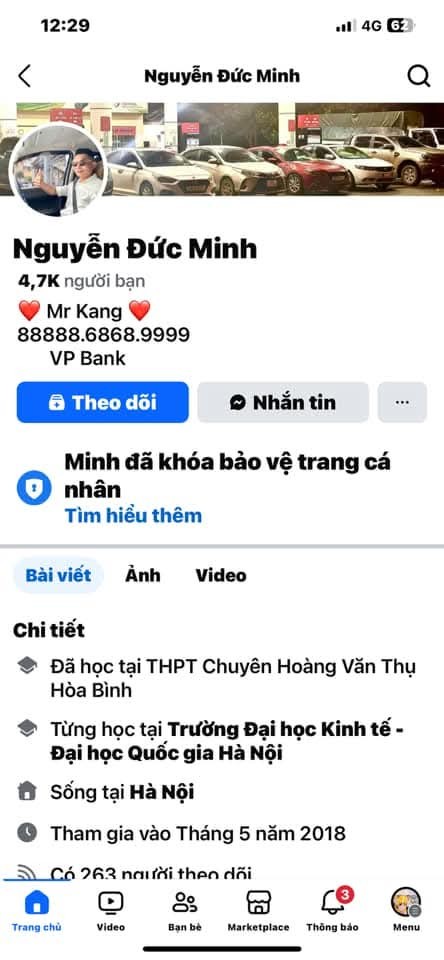 12:29
4G 62
Nguyễn Đức Minh
Nguyễn Đức Minh
4,7K người bạn
❤️ Mr Kang ❤️
88888.6868.9999
VP Bank
Theo dõi
Nhắn tin
...
Minh đã khóa bảo vệ trang cá
nhân
Tìm hiểu thêm
Bài viết Ảnh Video
Chi tiết
Đã học tại THPT Chuyên Hoàng Văn Thụ
Hòa Bình
Từng học tại Trường Đại học Kinh tế -
Đại học Quốc gia Hà Nội
Sống tại Hà Nội
Tham gia vào Tháng 5 năm 2018
Có 263 người theo dõi
3
Trang chủ Video Bạn bè Marketplace Thông báo Menu